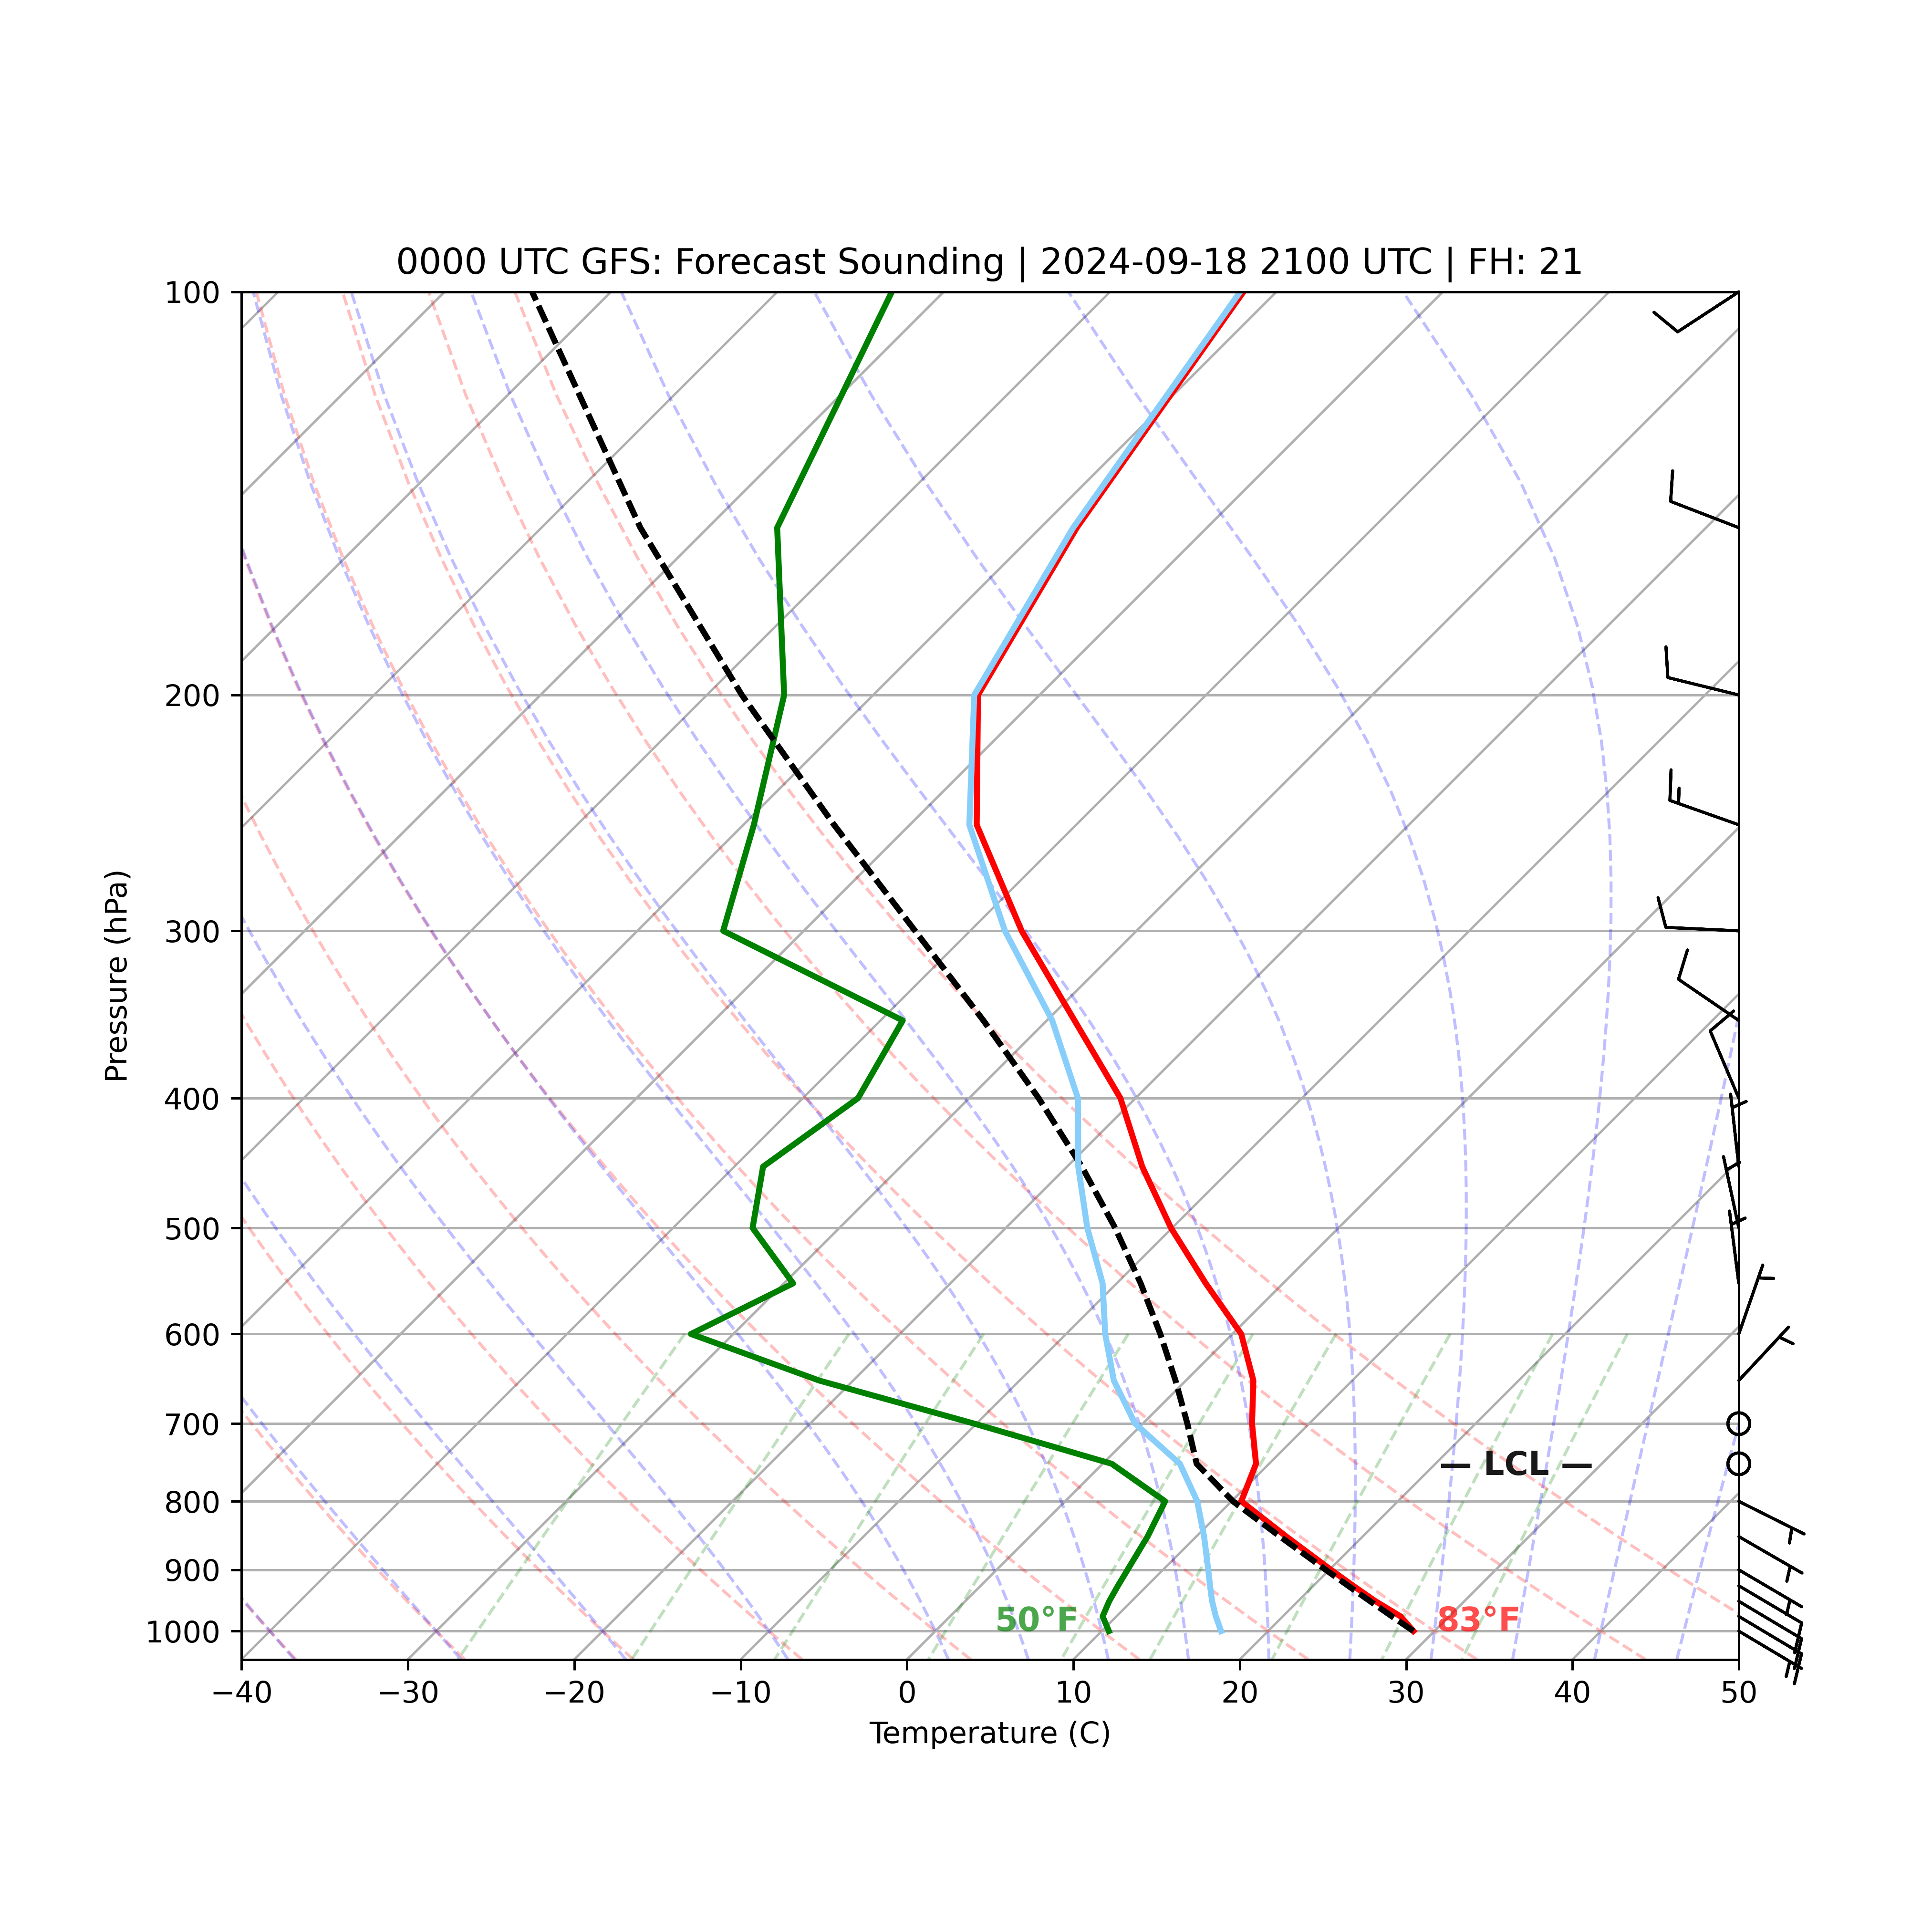 0000 UTC GFS: Forecast Sounding | 2024-09-18 2100 UTC | FH: 21
100
200
300
400
500
600
700
800
900
1000
Pressure (hPa)
— LCL —
50°F
83°F
−40 −30 −20 −10 0 10 20 30 40 50
Temperature (C)